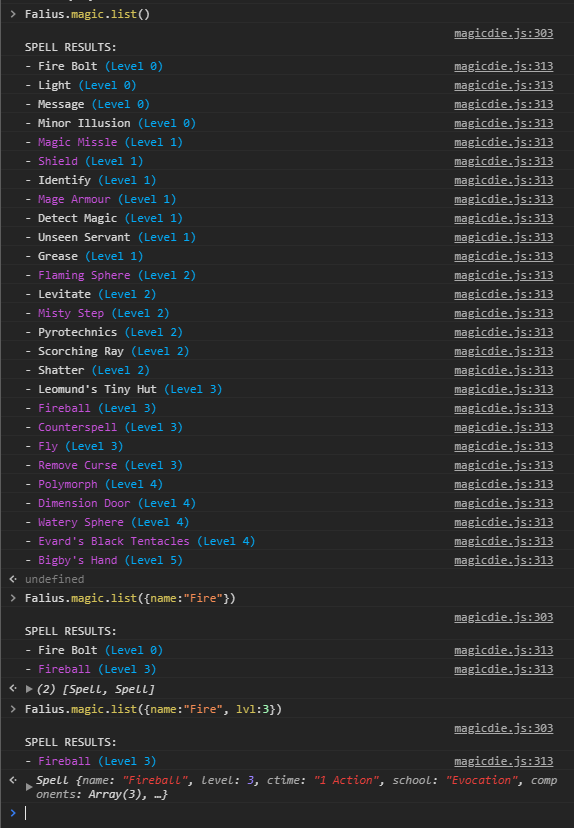 > Falius.magic.list()
magicdie.js:303
SPELL RESULTS:
- Fire Bolt (Level 0) magicdie.js:313
- Light (Level 0) magicdie.js:313
- Message (Level 0) magicdie.js:313
- Minor Illusion (Level 0) magicdie.js:313
- Magic Missle (Level 1) magicdie.js:313
- Shield (Level 1) magicdie.js:313
- Identify (Level 1) magicdie.js:313
- Mage Armour (Level 1) magicdie.js:313
- Detect Magic (Level 1) magicdie.js:313
- Unseen Servant (Level 1) magicdie.js:313
- Grease (Level 1) magicdie.js:313
- Flaming Sphere (Level 2) magicdie.js:313
- Levitate (Level 2) magicdie.js:313
- Misty Step (Level 2) magicdie.js:313
- Pyrotechnics (Level 2) magicdie.js:313
- Scorching Ray (Level 2) magicdie.js:313
- Shatter (Level 2) magicdie.js:313
- Leomund's Tiny Hut (Level 3) magicdie.js:313
- Fireball (Level 3) magicdie.js:313
- Counterspell (Level 3) magicdie.js:313
- Fly (Level 3) magicdie.js:313
- Remove Curse (Level 3) magicdie.js:313
- Polymorph (Level 4) magicdie.js:313
- Dimension Door (Level 4) magicdie.js:313
- Watery Sphere (Level 4) magicdie.js:313
- Evard's Black Tentacles (Level 4) magicdie.js:313
- Bigby's Hand (Level 5) magicdie.js:313
undefined
> Falius.magic.list({name:"Fire"})
magicdie.js:303
SPELL RESULTS:
- Fire Bolt (Level 0) magicdie.js:313
- Fireball (Level 3) magicdie.js:313
(2) [Spell, Spell]
> Falius.magic.list({name:"Fire", lvl:3})
magicdie.js:303
SPELL RESULTS:
- Fireball (Level 3) magicdie.js:313
Spell {name: "Fireball", level: 3, ctime: "1 Action", school: "Evocation", comp
onents: Array(3), …}
>